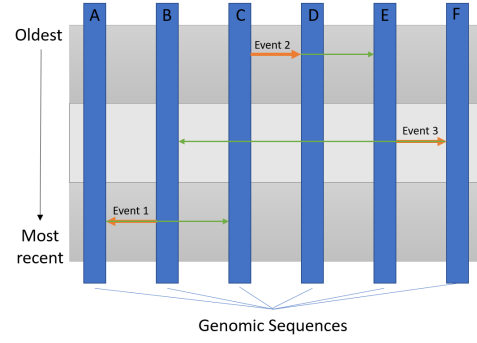 A B C D E F
Oldest
Event 2
Event 3
Event 1
Most
recent
Genomic Sequences